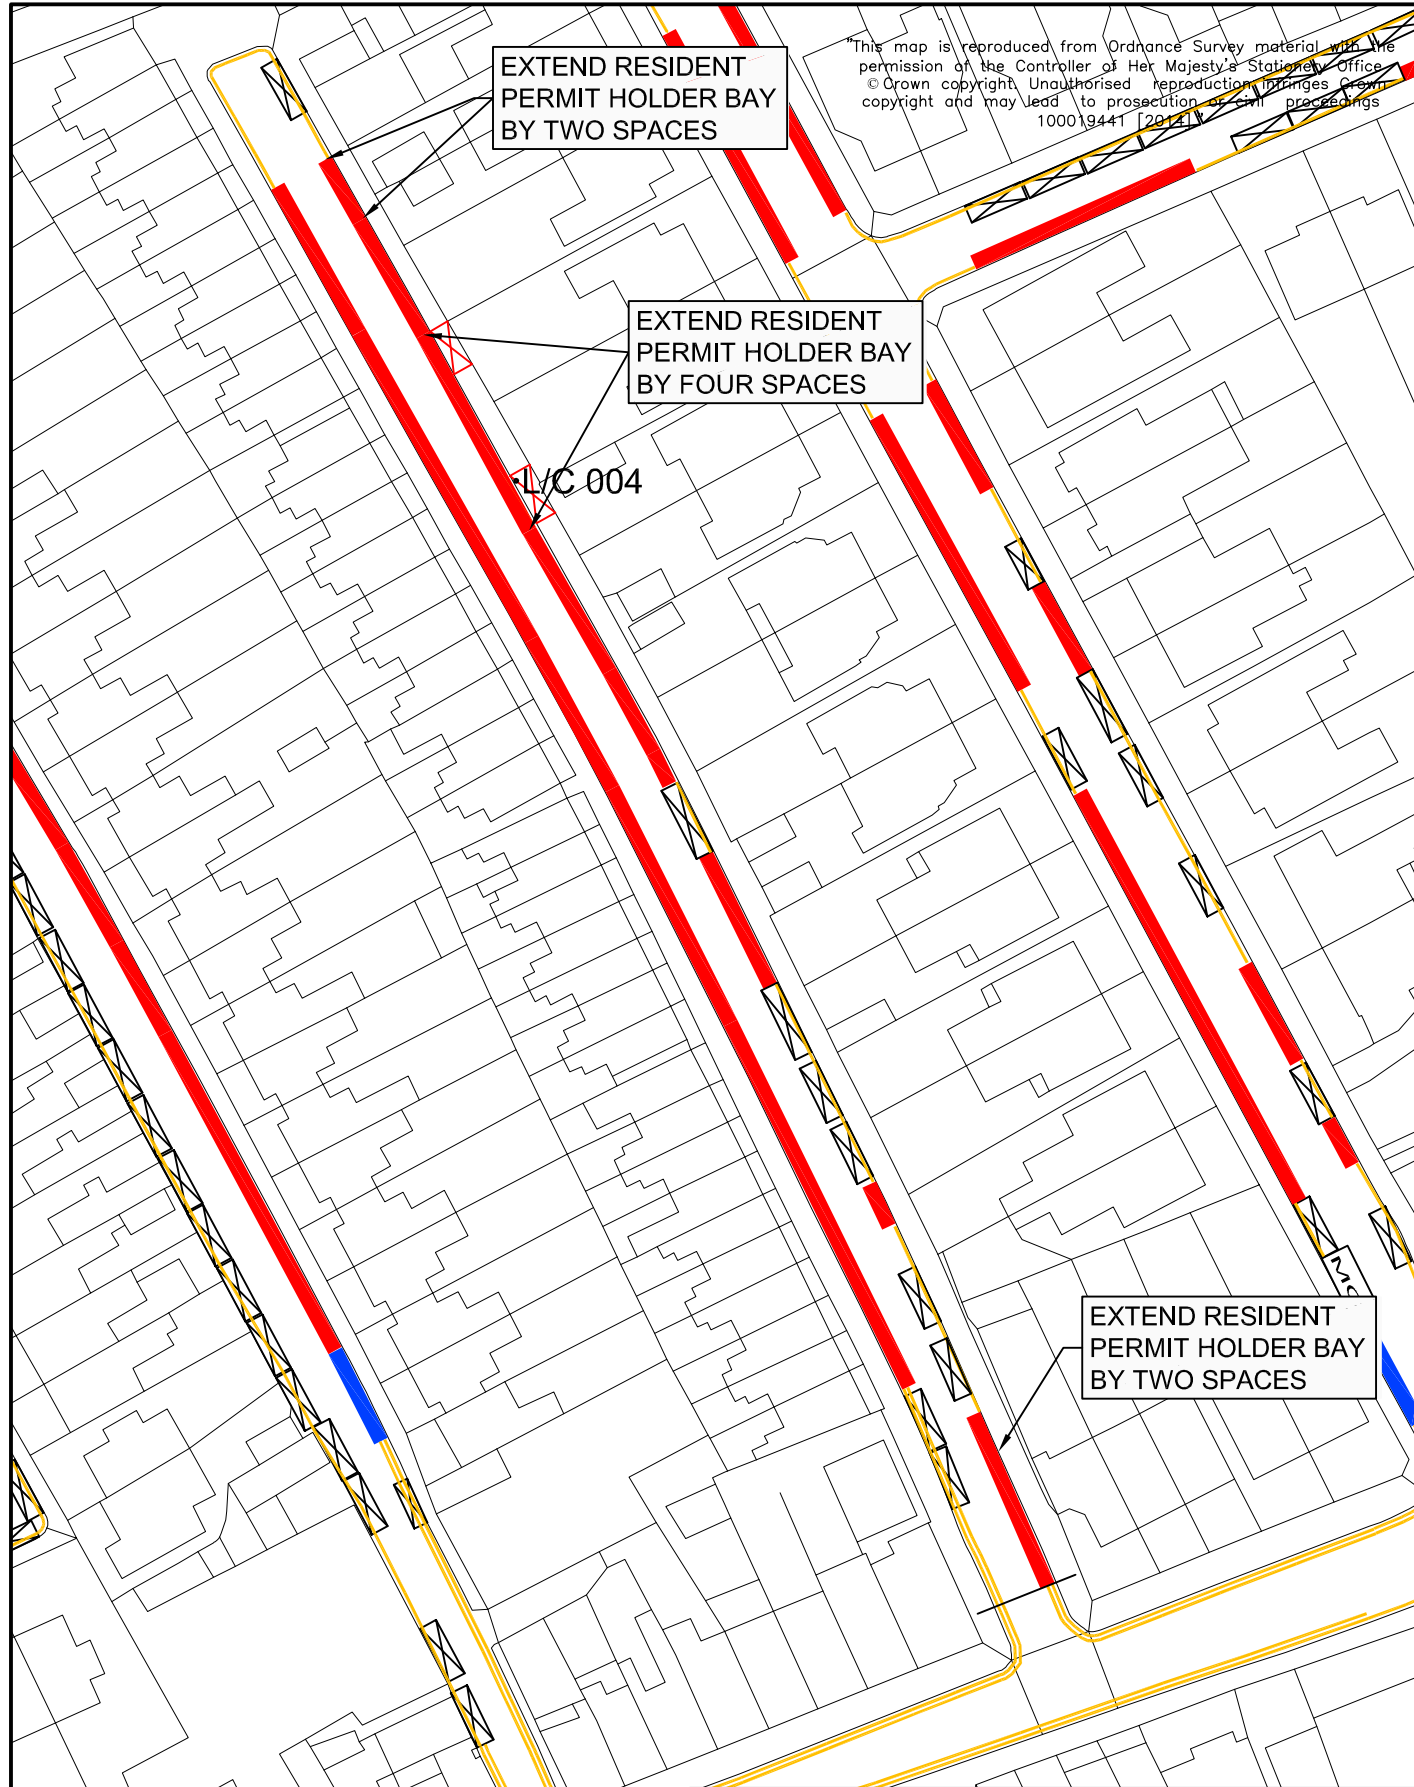 "This map is reproduced from Ordnance Survey material with the
permission of the Controller of Her Majesty's Stationery Office
© Crown copyright. Unauthorised reproduction infringes Crown
copyright and may lead to prosecution or civil proceedings
100019441 [2014]"
EXTEND RESIDENT
PERMIT HOLDER BAY
BY TWO SPACES
EXTEND RESIDENT
PERMIT HOLDER BAY
BY FOUR SPACES
L/C 004
EXTEND RESIDENT
PERMIT HOLDER BAY
BY TWO SPACES